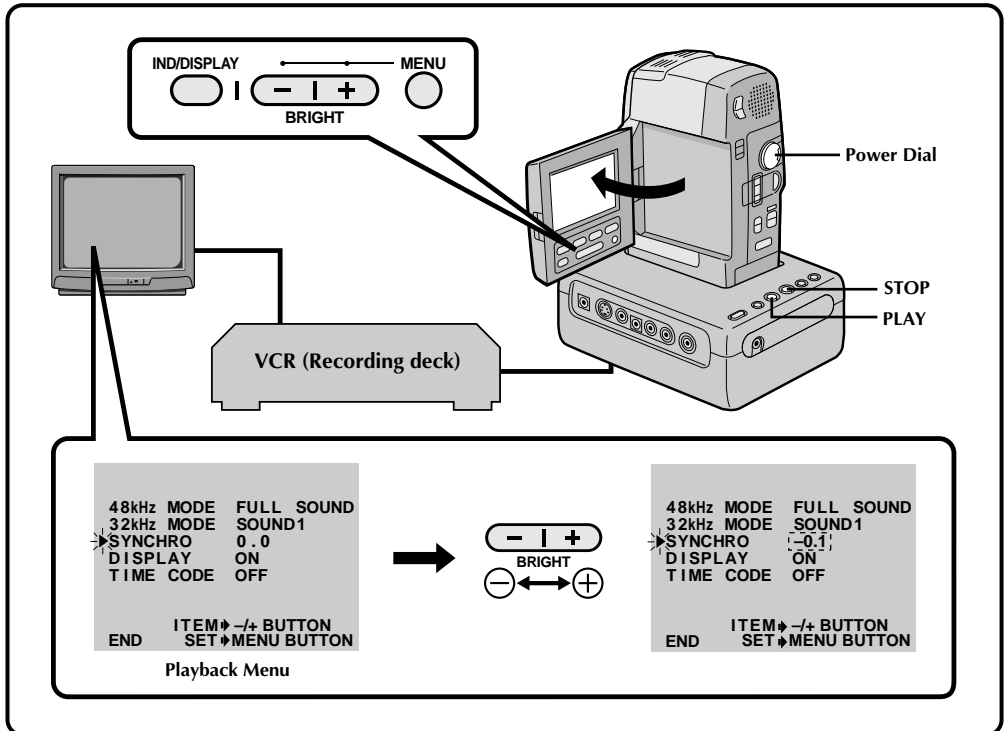 IND/DISPLAY
MENU
– +
BRIGHT
Power Dial
STOP
PLAY
VCR (Recording deck)
48kHz MODE FULL SOUND
32kHz MODE SOUND1
SYNCHRO 0.0
DISPLAY ON
TIME CODE OFF
ITEM –/+ BUTTON
END SET MENU BUTTON
Playback Menu
– +
BRIGHT
– +
48kHz MODE FULL SOUND
32kHz MODE SOUND1
SYNCHRO –0.1
DISPLAY ON
TIME CODE OFF
ITEM –/+ BUTTON
END SET MENU BUTTON